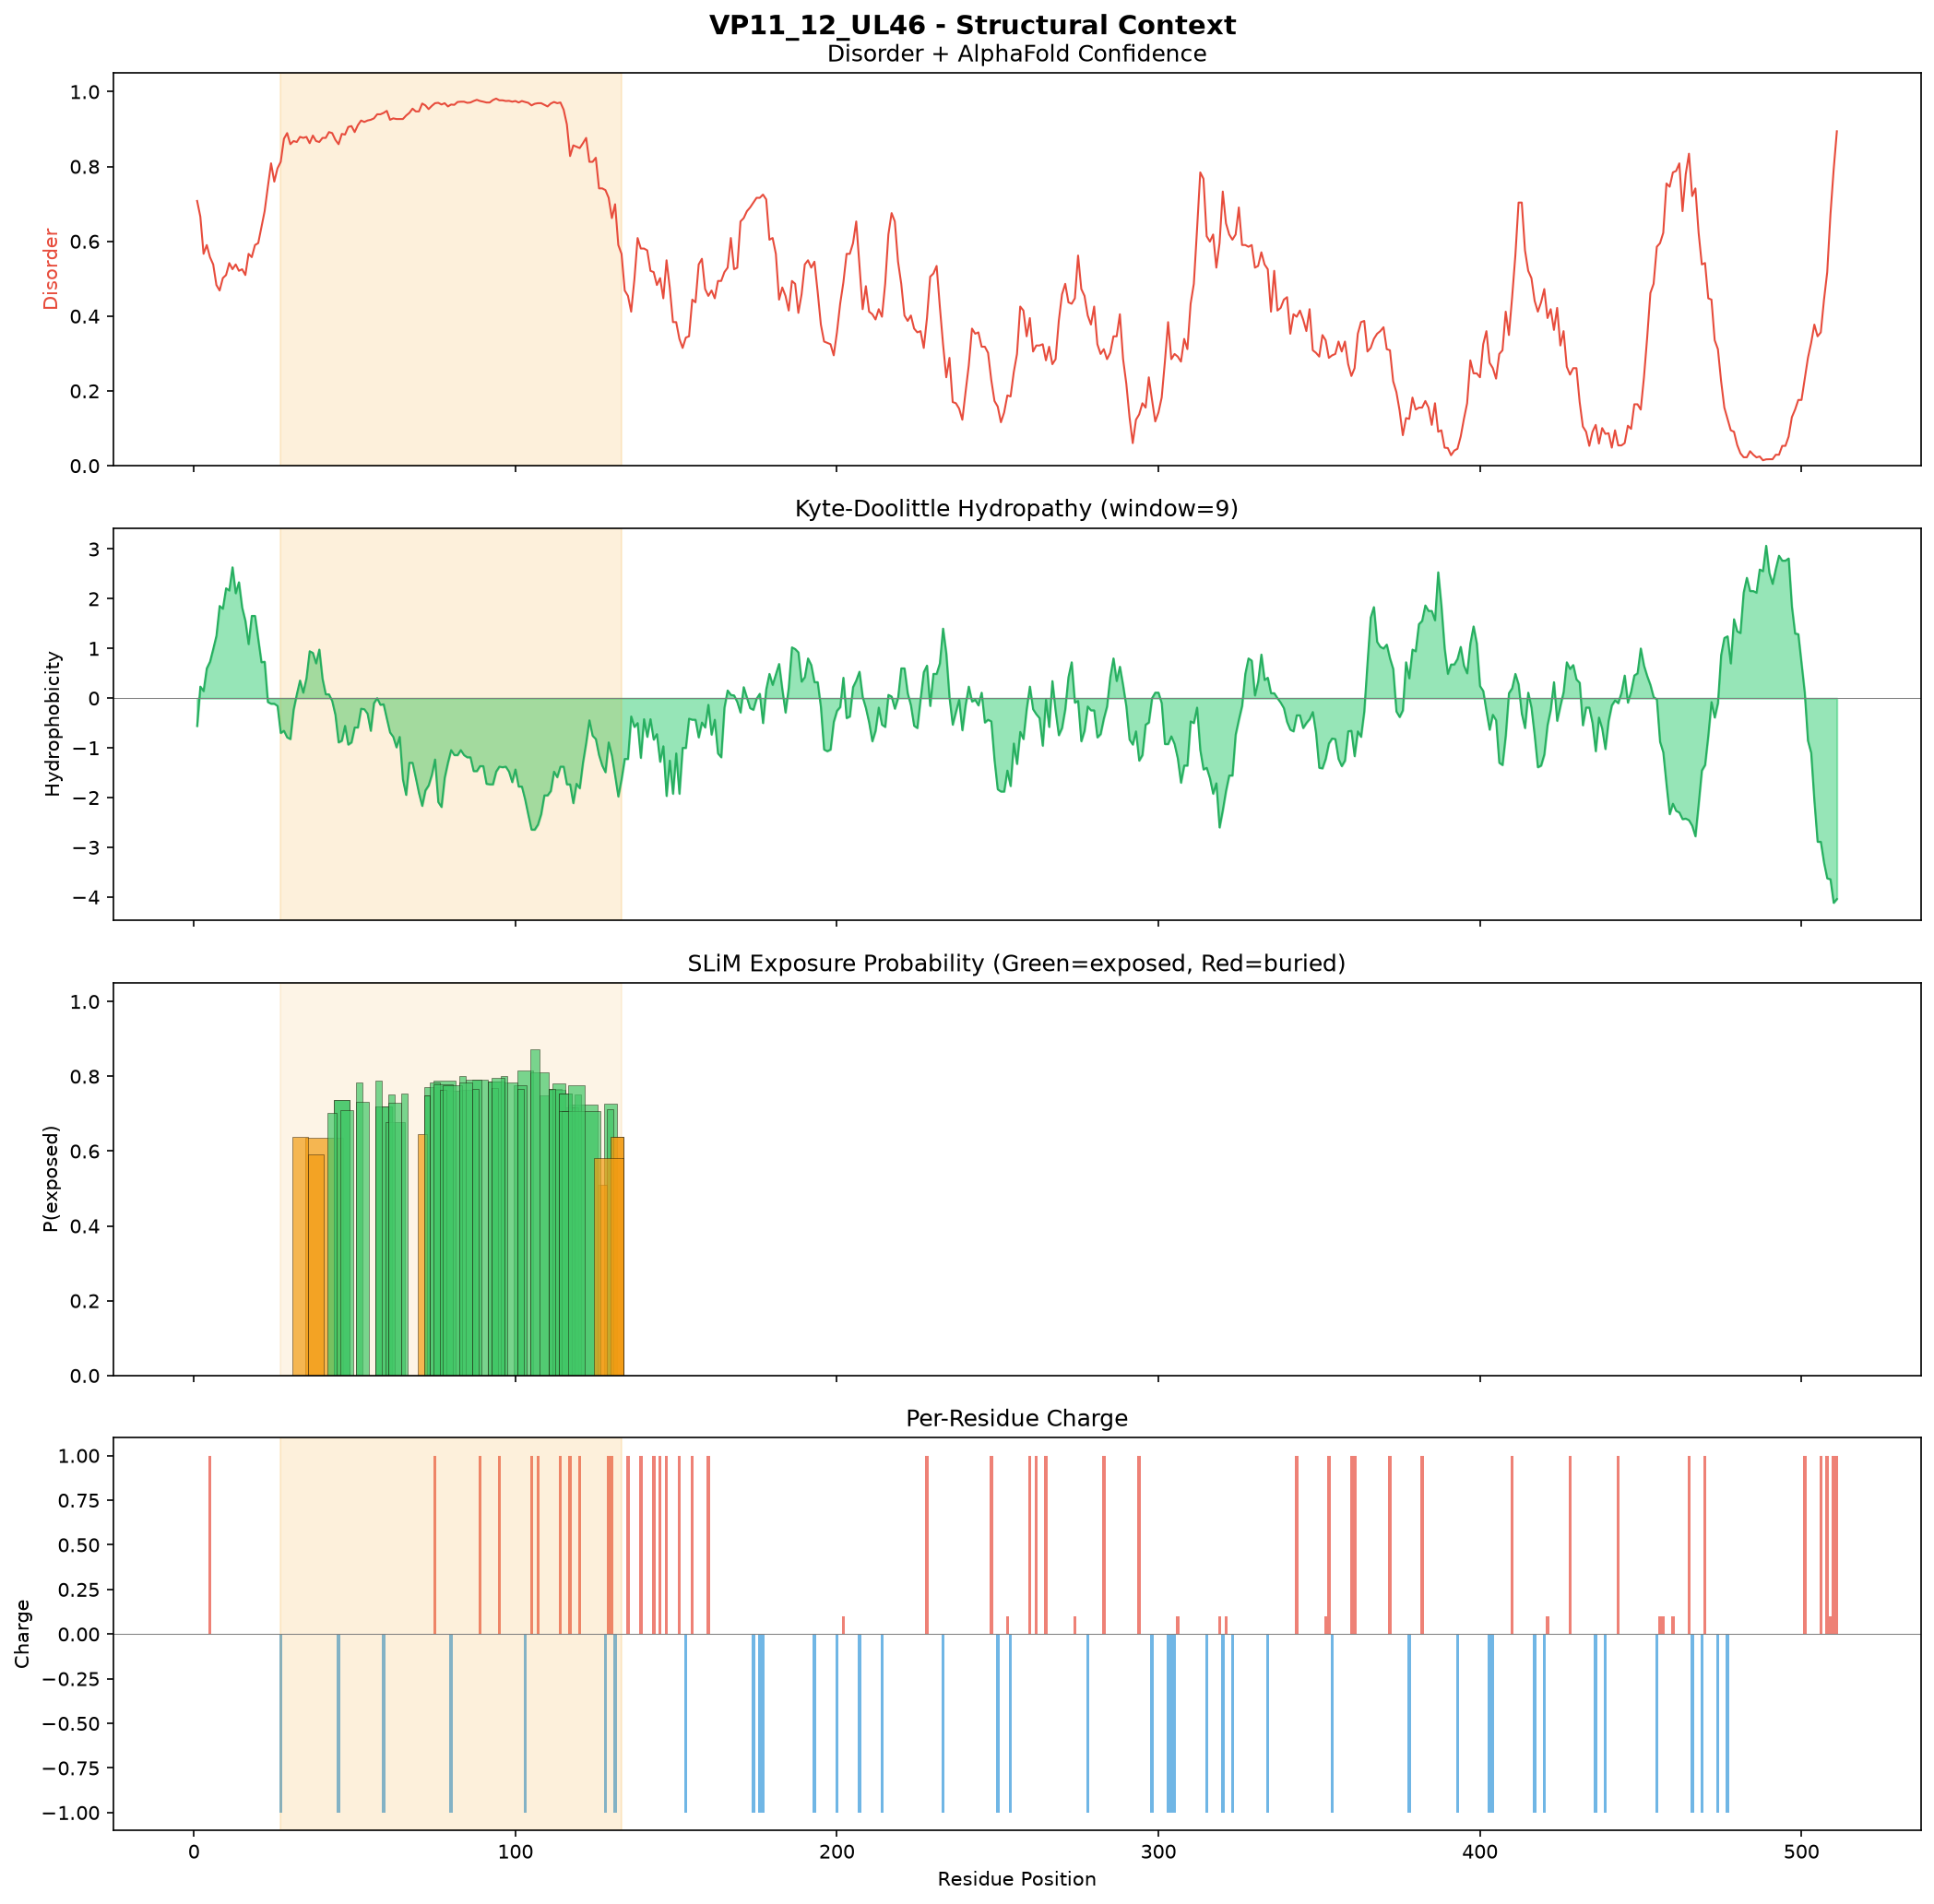 VP11_12_UL46 - Structural Context
Disorder + AlphaFold Confidence
Disorder
1.0
0.8
0.6
0.4
0.2
0.0
Kyte-Doolittle Hydropathy (window=9)
Hydrophobicity
3
2
1
0
−1
−2
−3
−4
SLiM Exposure Probability (Green=exposed, Red=buried)
P(exposed)
1.0
0.8
0.6
0.4
0.2
0.0
Per-Residue Charge
Charge
1.00
0.75
0.50
0.25
0.00
−0.25
−0.50
−0.75
−1.00
0 100 200 300 400 500
Residue Position